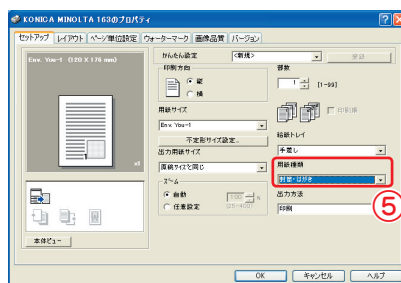 KONICA MINOLTA 163のプロパティ
セットアップ レイアウト ページ単位設定 ウォーターマーク 画像品質 バージョン
Env. You-1 (120 X 176 mm)
x1
本体ビュー
かんたん設定
<新規>
登録
印刷方向
縦
横
用紙サイズ
Env. You-1
不定形サイズ設定...
出力用紙サイズ
原稿サイズと同じ
ズーム
自動
任意設定
100 %
[25-400]
部数
1 [1-99]
印刷順
給紙トレイ
手差し
用紙種類
封筒・はがき
⑤
出力方法
印刷
OK キャンセル ヘルプ